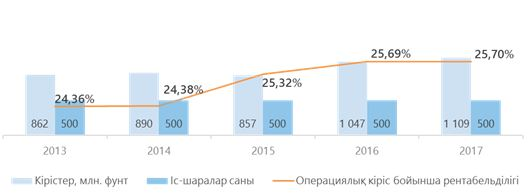 25,69%
25,70%
24,36%
24,38%
25,32%
862 500 890 500 857 500 1 047 500 1 109 500
2013 2014 2015 2016 2017
Кірістер, млн. фунт Іс-шаралар саны Операциялық кіріс бойынша рентабельділігі